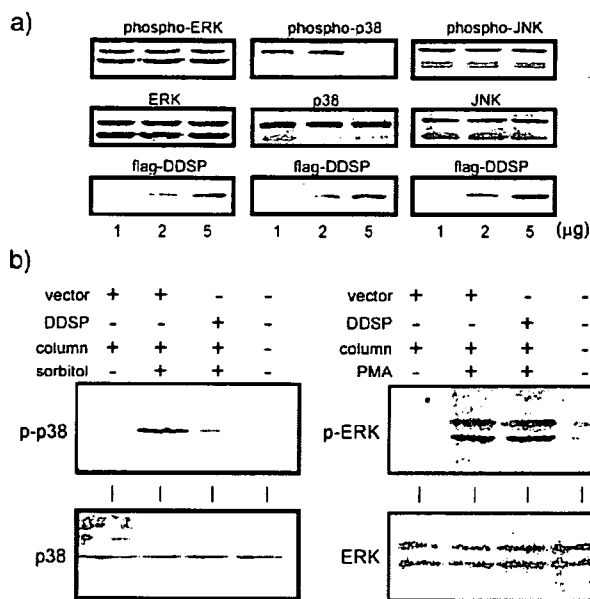 a)
phospho-ERK phospho-p38 phospho-JNK
ERK p38 JNK
flag-DDSP flag-DDSP flag-DDSP
1 2 5 1 2 5 1 2 5 (μg)
b)
vector + + - - vector + + - -
DDSP - - + - DDSP - - + -
column + + + - column + + + -
sorbitol - + + - PMA - + + -
p-p38 p-ERK
p38 ERK